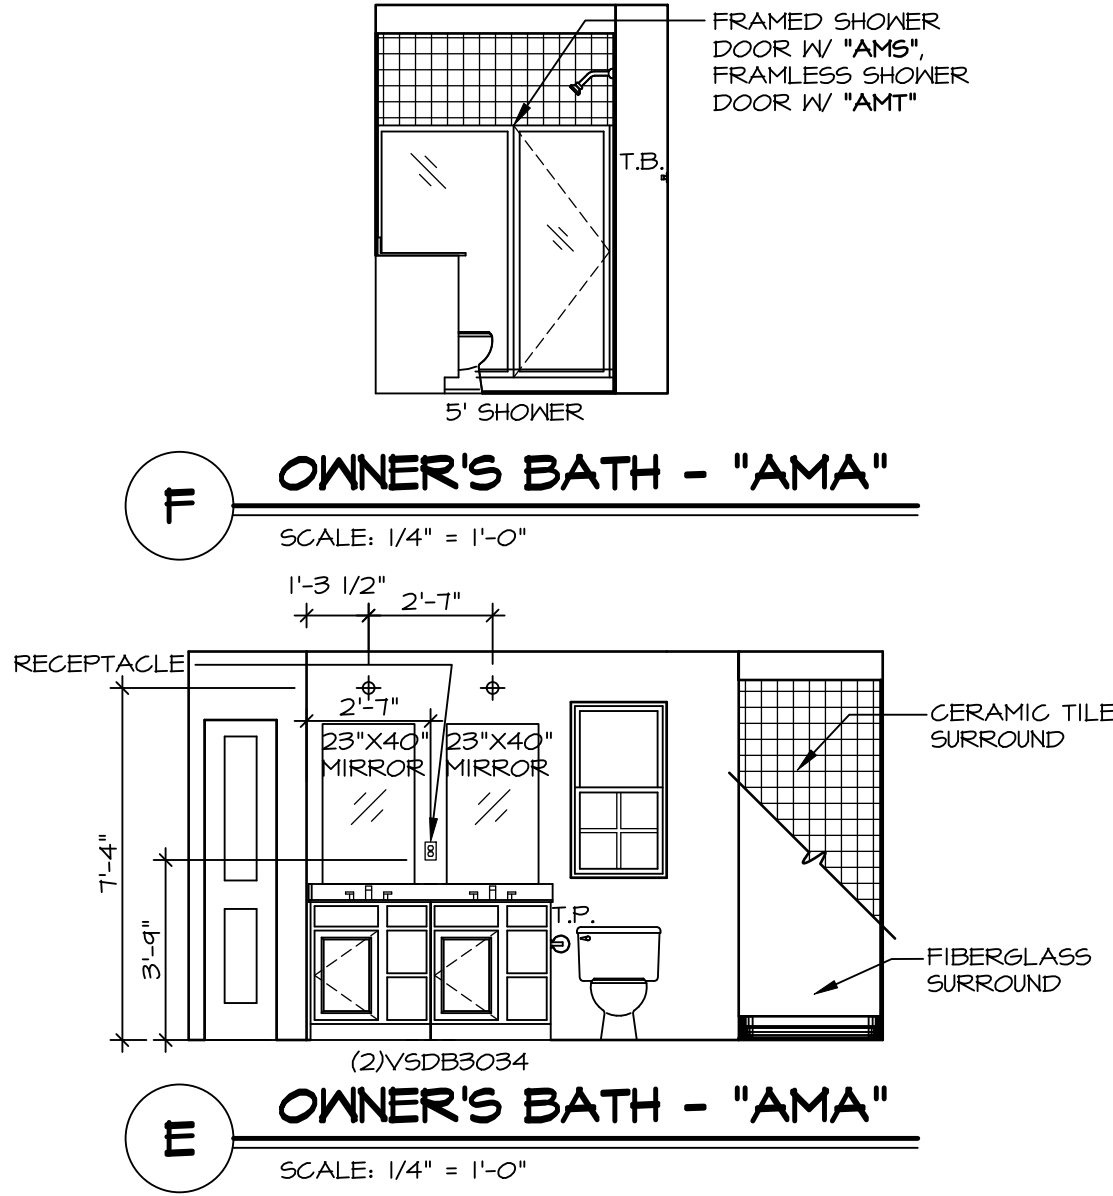 FRAMED SHOWER
DOOR W/ "AMS",
FRAMLESS SHOWER
DOOR W/ "AMT"
T.B.
5' SHOWER
F
OWNER'S BATH - "AMA"
SCALE: 1/4" = 1'-0"
1'-3 1/2"
2'-7"
RECEPTACLE
2'-7"
23"X40"
MIRROR
23"X40"
MIRROR
CERAMIC TILE
SURROUND
7'-4"
3'-9"
T.P.
FIBERGLASS
SURROUND
(2)VSDB3034
E
OWNER'S BATH - "AMA"
SCALE: 1/4" = 1'-0"